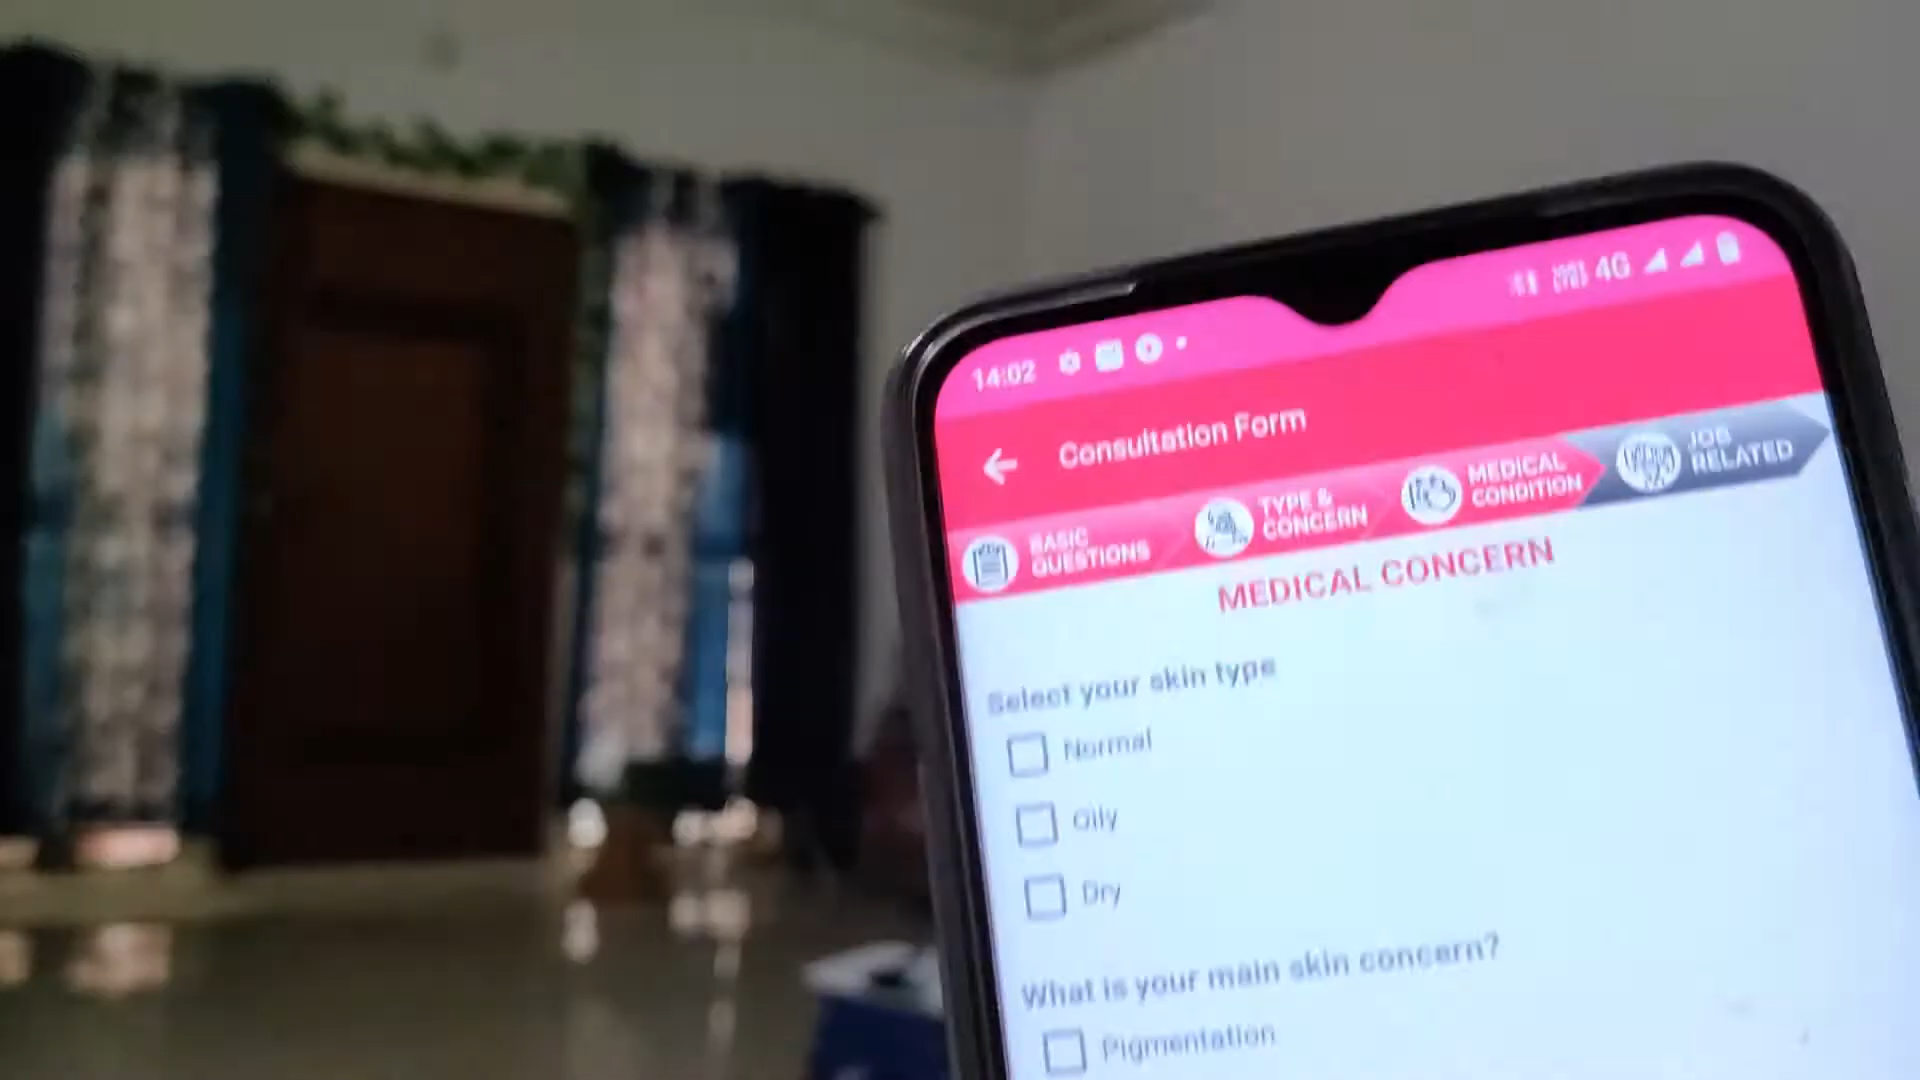 14:02
4G
Consultation Form
BASIC
QUESTIONS
TYPE &
CONCERN
MEDICAL
CONDITION
JOB
RELATED
MEDICAL CONCERN
Select your skin type
Normal
Oily
Dry
What is your main skin concern?
Pigmentation